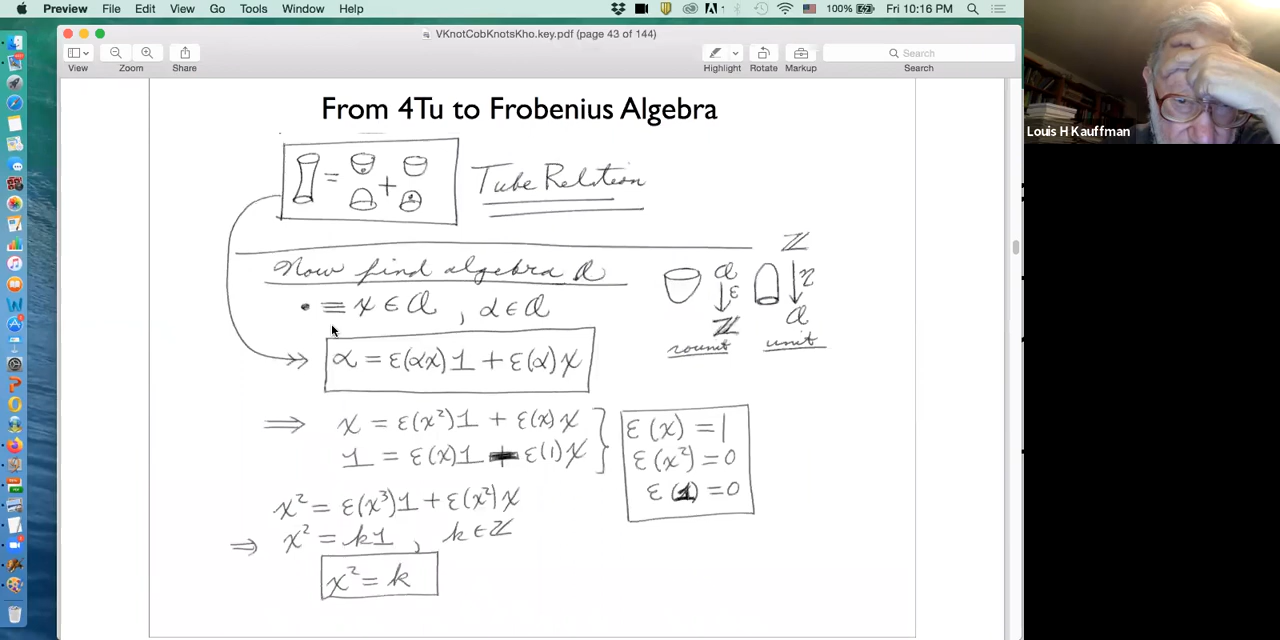 Preview File Edit View Go Tools Window Help 100% Fri 10:16 PM
VKnotCobKnotsKho.key.pdf (page 43 of 144)
View Zoom Share Highlight Rotate Markup Search
Search
Louis H Kauffman
From 4Tu to Frobenius Algebra
= +
Tube Relation
Now find algebra 𝒶
• ≡ x ∈ 𝒶 , α ∈ 𝒶
α = ε(αx)1 + ε(α)x
𝒶 ↓ε ℤ
counit
ℤ ↓η 𝒶
unit
⇒ x = ε(x²)1 + ε(x)x
1 = ε(x)1 + ε(1)x
ε(x) = 1
ε(x²) = 0
ε(1) = 0
x² = ε(x³)1 + ε(x²)x
⇒ x² = k1 , k ∈ ℤ
x² = k